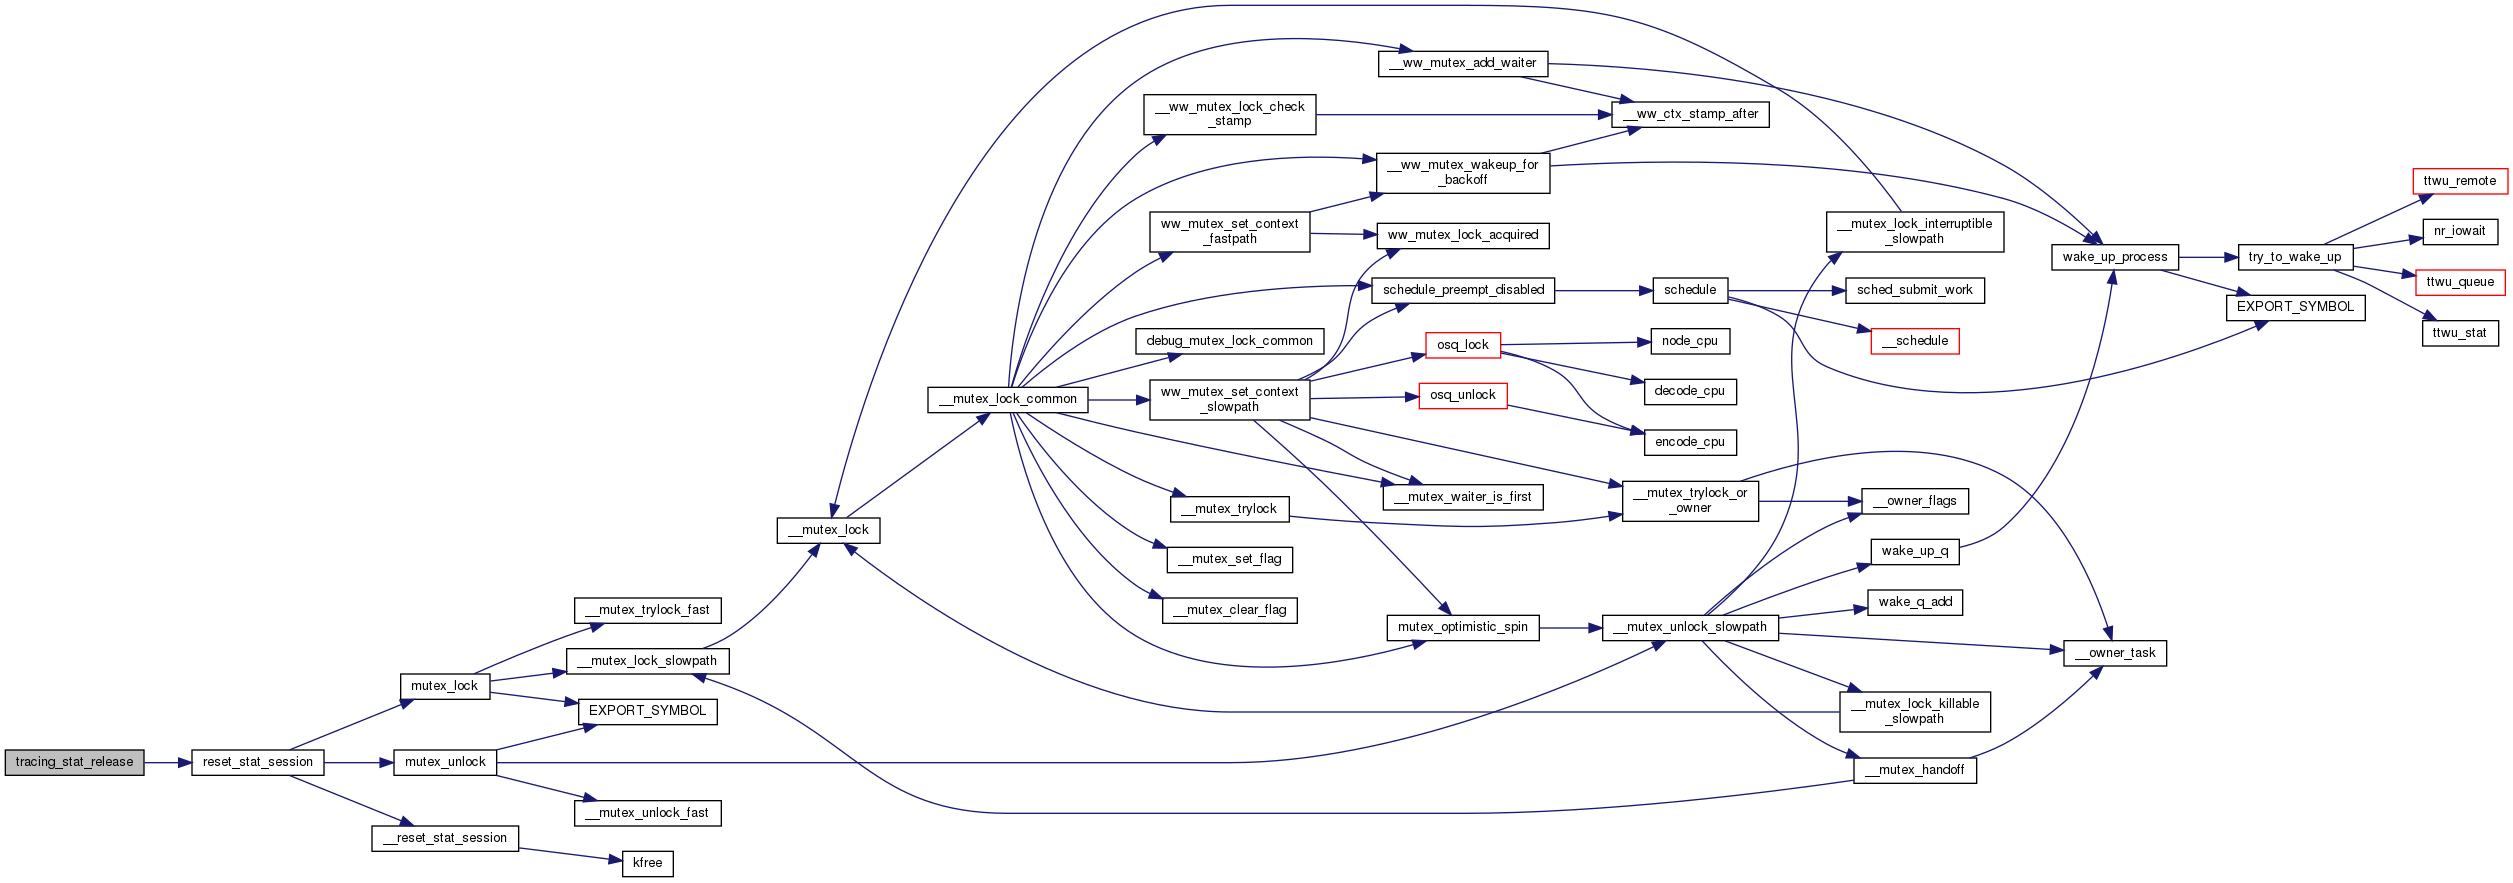 tracing_stat_release
reset_stat_session
mutex_lock
mutex_unlock
__reset_stat_session
__mutex_trylock_fast
__mutex_lock_slowpath
EXPORT_SYMBOL
__mutex_unlock_fast
kfree
__mutex_lock
__mutex_lock_common
__ww_mutex_lock_check
_stamp
ww_mutex_set_context
_fastpath
debug_mutex_lock_common
ww_mutex_set_context
_slowpath
__mutex_trylock
__mutex_set_flag
__mutex_clear_flag
__ww_mutex_add_waiter
__ww_mutex_wakeup_for
_backoff
ww_mutex_lock_acquired
schedule_preempt_disabled
osq_lock
osq_unlock
__mutex_waiter_is_first
mutex_optimistic_spin
__ww_ctx_stamp_after
schedule
node_cpu
decode_cpu
encode_cpu
__mutex_trylock_or
_owner
__mutex_unlock_slowpath
__mutex_lock_interruptible
_slowpath
sched_submit_work
__schedule
__owner_flags
wake_up_q
wake_q_add
__mutex_lock_killable
_slowpath
__mutex_handoff
wake_up_process
__owner_task
try_to_wake_up
EXPORT_SYMBOL
ttwu_remote
nr_iowait
ttwu_queue
ttwu_stat